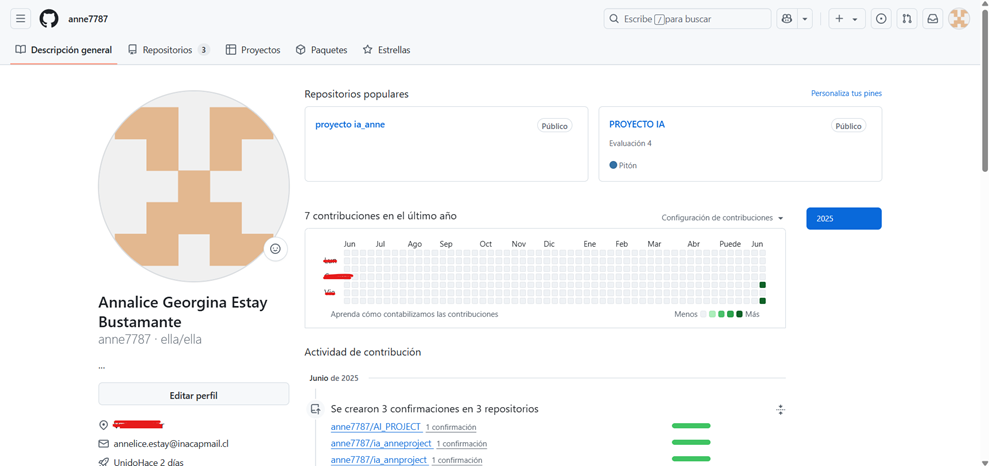 anne7787
Escribe / para buscar
Descripción general
Repositorios 3
Proyectos
Paquetes
Estrellas
Repositorios populares
Personaliza tus pines
proyecto ia_anne
Público
PROYECTO IA
Público
Evaluación 4
Pitón
7 contribuciones en el último año
Configuración de contribuciones
2025
Jun Jul Ago Sep Oct Nov Dic Ene Feb Mar Abr Puede Jun
Aprenda cómo contabilizamos las contribuciones
Menos Más
Annalice Georgina Estay
Bustamante
anne7787 · ella/ella
...
Editar perfil
annelice.estay@inacapmail.cl
UnidoHace 2 días
Actividad de contribución
Junio de 2025
Se crearon 3 confirmaciones en 3 repositorios
anne7787/AI_PROJECT 1 confirmación
anne7787/ia_anneproject 1 confirmación
anne7787/ia_annproject 1 confirmación